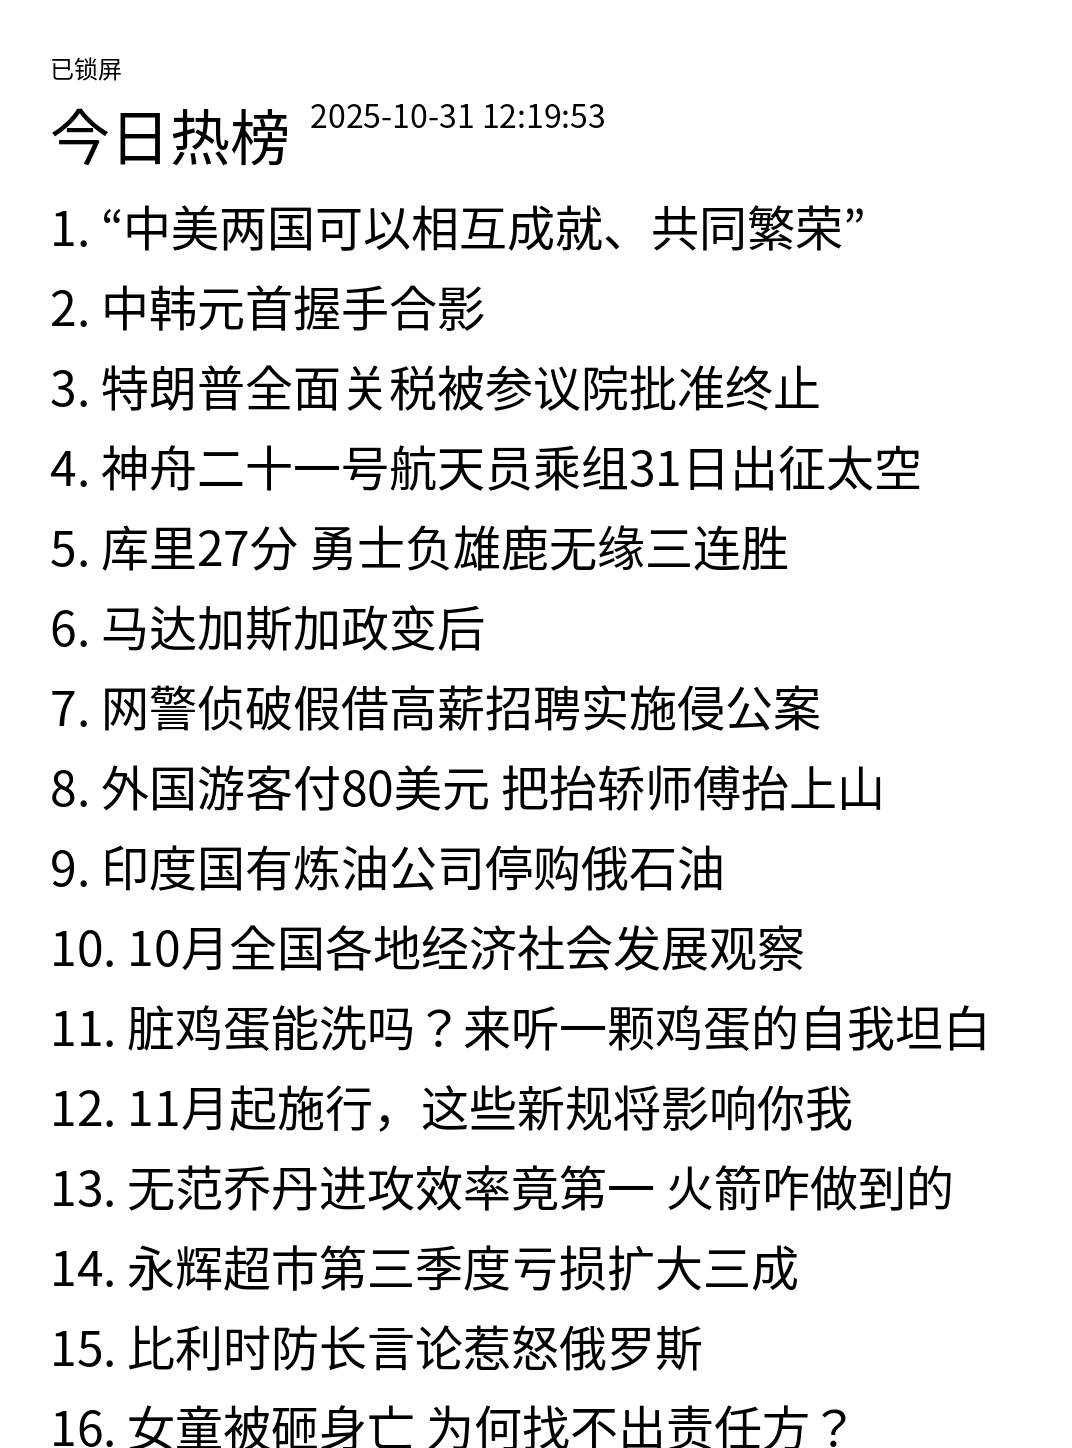 已锁屏
今日热榜 2025-10-31 12:19:53
1. “中美两国可以相互成就、共同繁荣”
2. 中韩元首握手合影
3. 特朗普全面关税被参议院批准终止
4. 神舟二十一号航天员乘组31日出征太空
5. 库里27分 勇士负雄鹿无缘三连胜
6. 马达加斯加政变后
7. 网警侦破假借高薪招聘实施侵公案
8. 外国游客付80美元 把抬轿师傅抬上山
9. 印度国有炼油公司停购俄石油
10. 10月全国各地经济社会发展观察
11. 脏鸡蛋能洗吗？来听一颗鸡蛋的自我坦白
12. 11月起施行，这些新规将影响你我
13. 无范乔丹进攻效率竟第一 火箭咋做到的
14. 永辉超市第三季度亏损扩大三成
15. 比利时防长言论惹怒俄罗斯
16. 女童被砸身亡 为何找不出责任方？